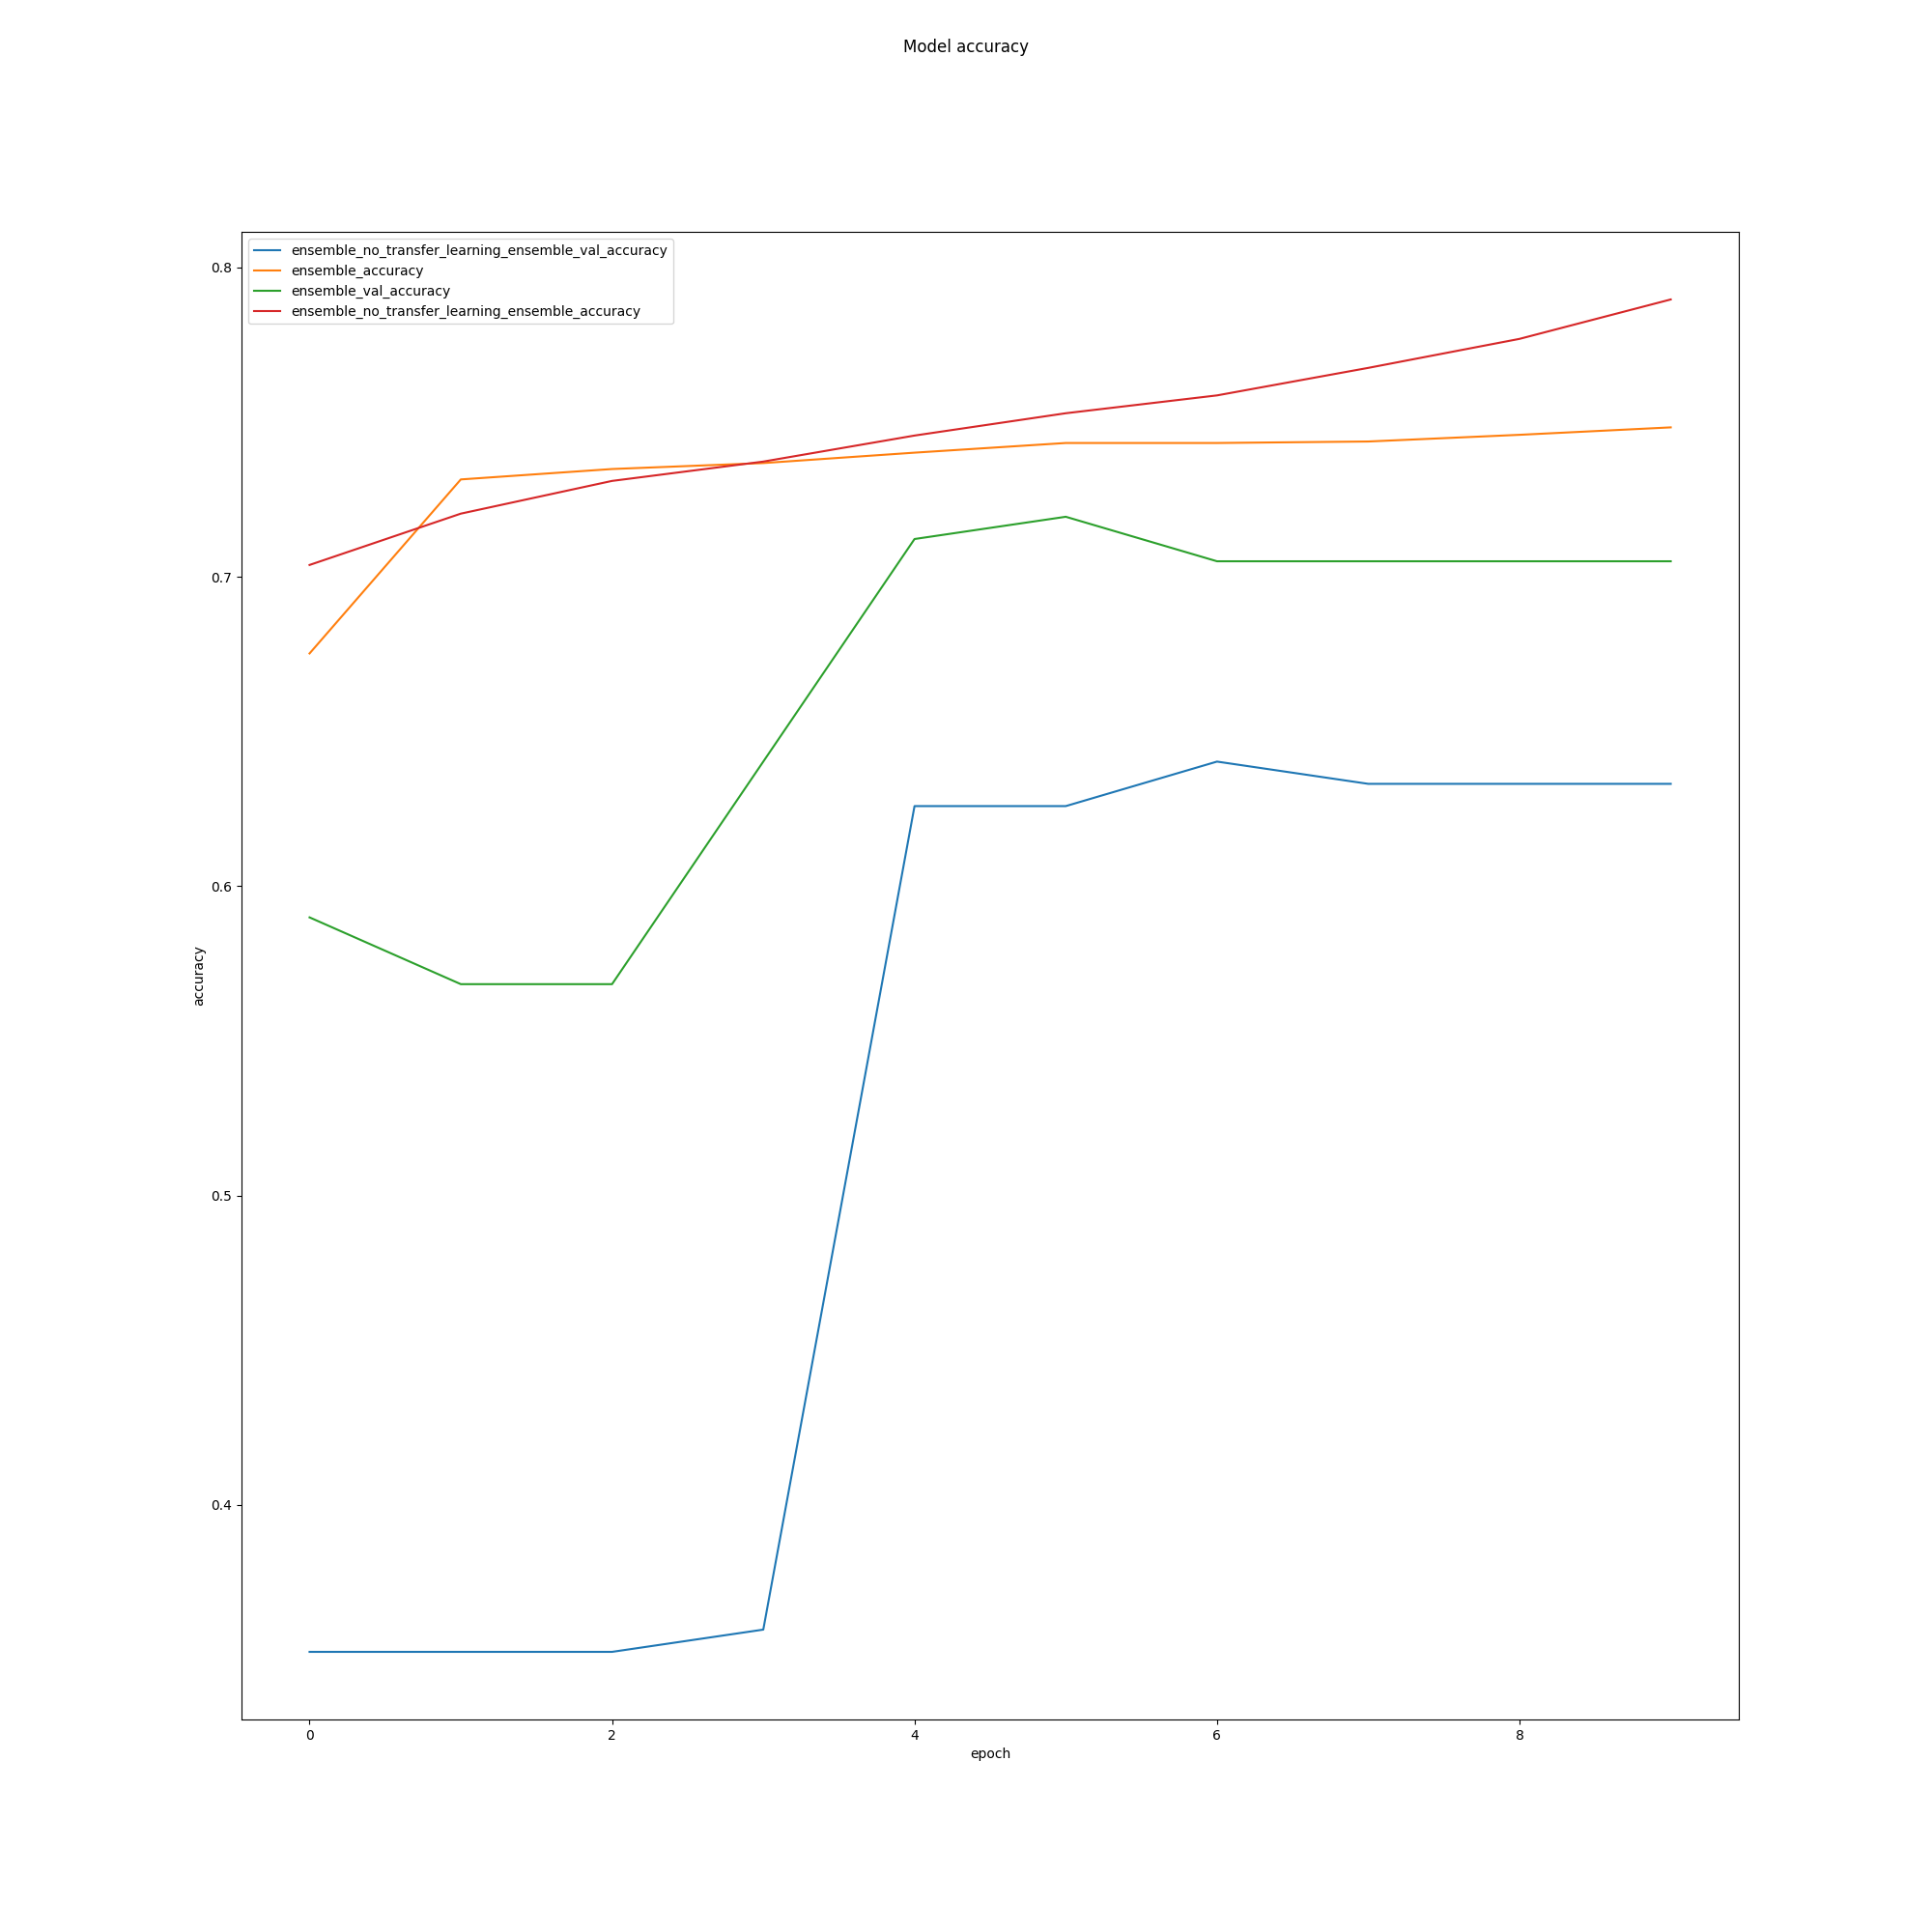 Model accuracy
ensemble_no_transfer_learning_ensemble_val_accuracy
ensemble_accuracy
ensemble_val_accuracy
ensemble_no_transfer_learning_ensemble_accuracy
0.8
0.7
0.6
0.5
0.4
accuracy
0 2 4 6 8
epoch